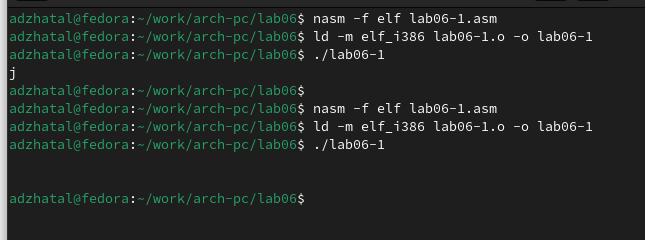 adzhatal@fedora:~/work/arch-pc/lab06$ nasm -f elf lab06-1.asm
adzhatal@fedora:~/work/arch-pc/lab06$ ld -m elf_i386 lab06-1.o -o lab06-1
adzhatal@fedora:~/work/arch-pc/lab06$ ./lab06-1
j
adzhatal@fedora:~/work/arch-pc/lab06$
adzhatal@fedora:~/work/arch-pc/lab06$ nasm -f elf lab06-1.asm
adzhatal@fedora:~/work/arch-pc/lab06$ ld -m elf_i386 lab06-1.o -o lab06-1
adzhatal@fedora:~/work/arch-pc/lab06$ ./lab06-1
adzhatal@fedora:~/work/arch-pc/lab06$